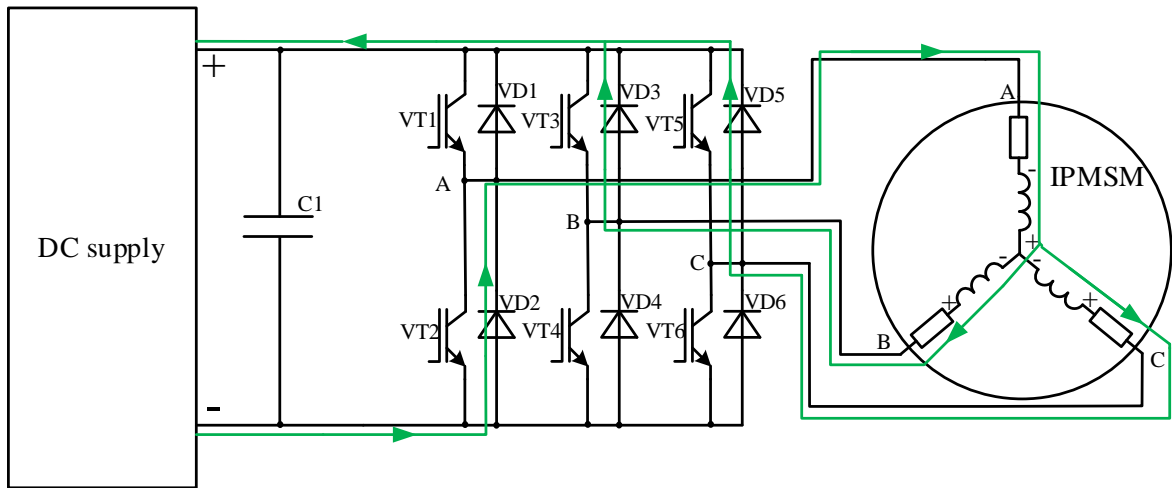 DC supply
+
-
C1
VT1
VD1
VT3
VD3
VT5
VD5
A
B
C
VT2
VD2
VT4
VD4
VT6
VD6
A
-
IPMSM
+
-
-
+
+
B
C